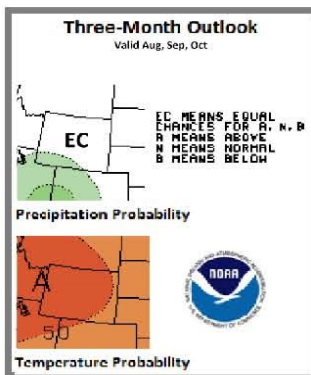 Three-Month Outlook
Valid Aug, Sep, Oct
EC MEANS EQUAL
CHANCES FOR A, N, B
A MEANS ABOVE
N MEANS NORMAL
B MEANS BELOW
EC
Precipitation Probability
A
50
NOAA
Temperature Probability